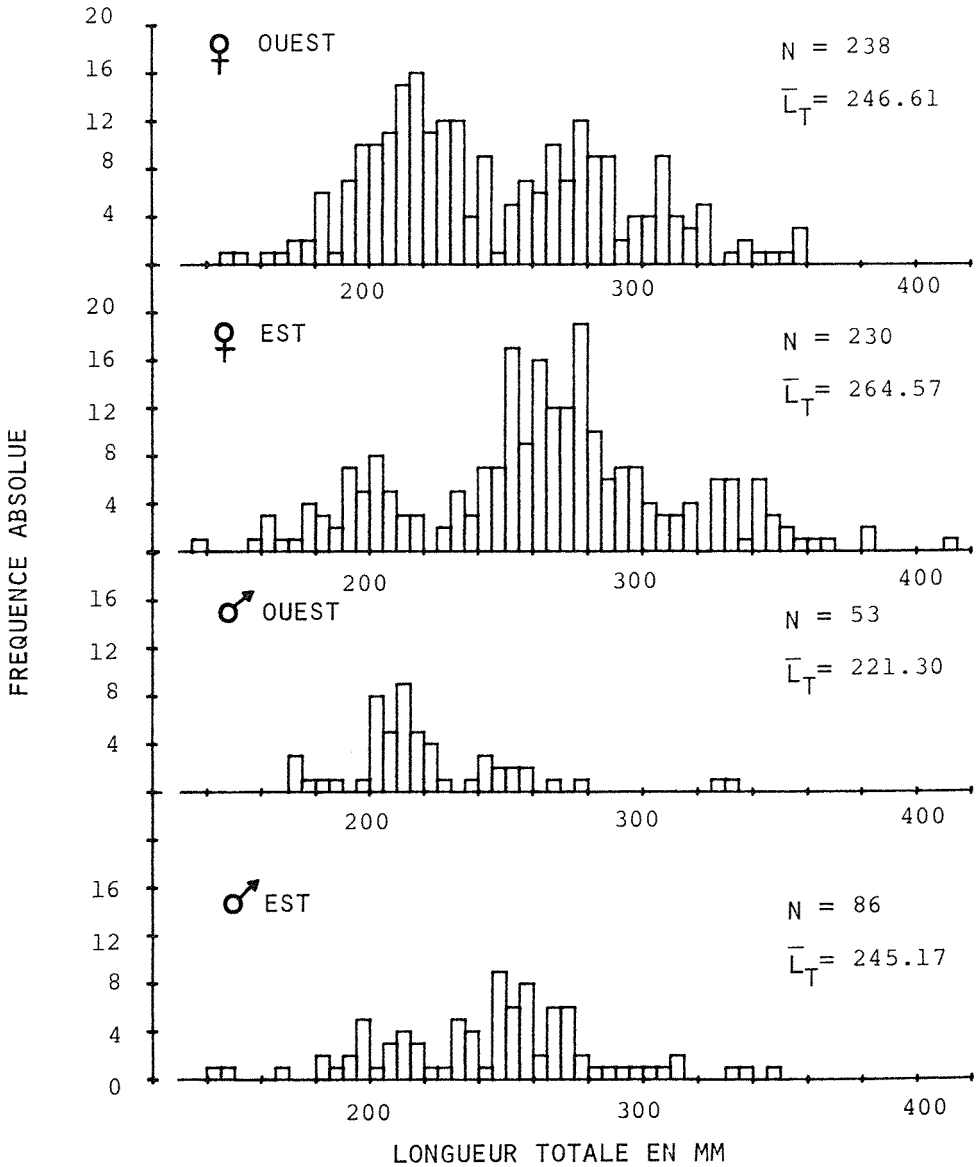 20
♀ OUEST
N = 238
16
L̅T = 246.61
12
8
4
200 300 400
20
♀ EST
N = 230
16
L̅T = 264.57
12
8
4
200 300 400
♂ OUEST
N = 53
16
L̅T = 221.30
12
8
4
200 300 400
♂ EST
N = 86
16
L̅T = 245.17
12
8
4
0
200 300 400
FREQUENCE ABSOLUE
LONGUEUR TOTALE EN MM